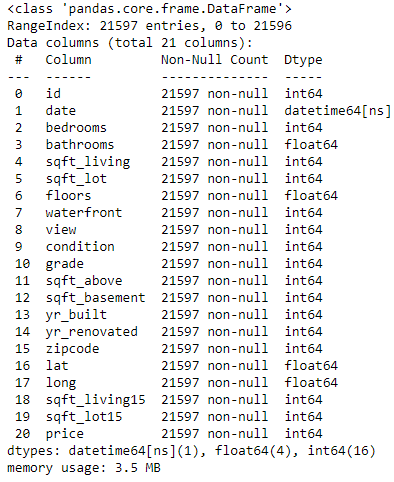 <class 'pandas.core.frame.DataFrame'>
RangeIndex: 21597 entries, 0 to 21596
Data columns (total 21 columns):
 #   Column         Non-Null Count  Dtype
---  ------         --------------  -----
 0   id             21597 non-null  int64
 1   date           21597 non-null  datetime64[ns]
 2   bedrooms       21597 non-null  int64
 3   bathrooms      21597 non-null  float64
 4   sqft_living    21597 non-null  int64
 5   sqft_lot       21597 non-null  int64
 6   floors         21597 non-null  float64
 7   waterfront     21597 non-null  int64
 8   view           21597 non-null  int64
 9   condition      21597 non-null  int64
 10  grade          21597 non-null  int64
 11  sqft_above     21597 non-null  int64
 12  sqft_basement  21597 non-null  int64
 13  yr_built       21597 non-null  int64
 14  yr_renovated   21597 non-null  int64
 15  zipcode        21597 non-null  int64
 16  lat            21597 non-null  float64
 17  long           21597 non-null  float64
 18  sqft_living15  21597 non-null  int64
 19  sqft_lot15     21597 non-null  int64
 20  price          21597 non-null  int64
dtypes: datetime64[ns](1), float64(4), int64(16)
memory usage: 3.5 MB